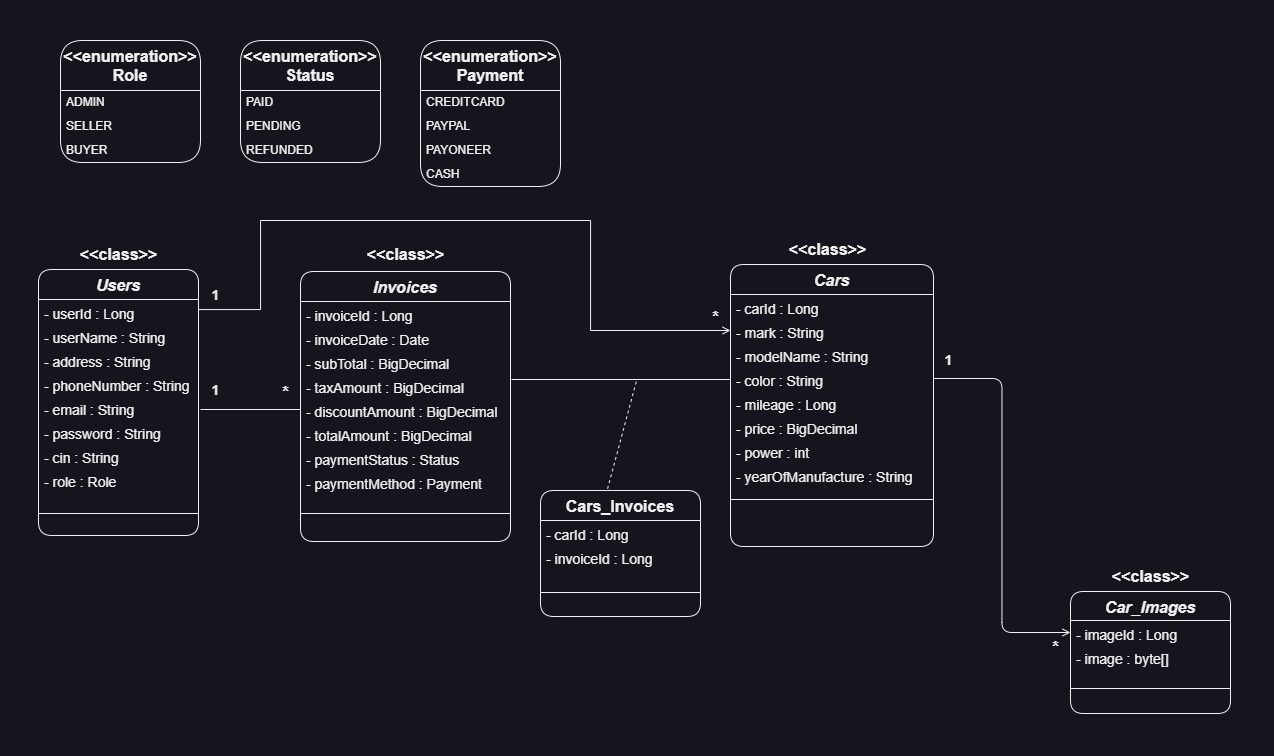 <<enumeration>>
Role
ADMIN
SELLER
BUYER
<<enumeration>>
Status
PAID
PENDING
REFUNDED
<<enumeration>>
Payment
CREDITCARD
PAYPAL
PAYONEER
CASH
<<class>>
Users
- userId : Long
- userName : String
- address : String
- phoneNumber : String
- email : String
- password : String
- cin : String
- role : Role
1
1
*
<<class>>
Invoices
- invoiceId : Long
- invoiceDate : Date
- subTotal : BigDecimal
- taxAmount : BigDecimal
- discountAmount : BigDecimal
- totalAmount : BigDecimal
- paymentStatus : Status
- paymentMethod : Payment
Cars_Invoices
- carId : Long
- invoiceId : Long
*
<<class>>
Cars
- carId : Long
- mark : String
- modelName : String
- color : String
- mileage : Long
- price : BigDecimal
- power : int
- yearOfManufacture : String
1
*
<<class>>
Car_Images
- imageId : Long
- image : byte[]